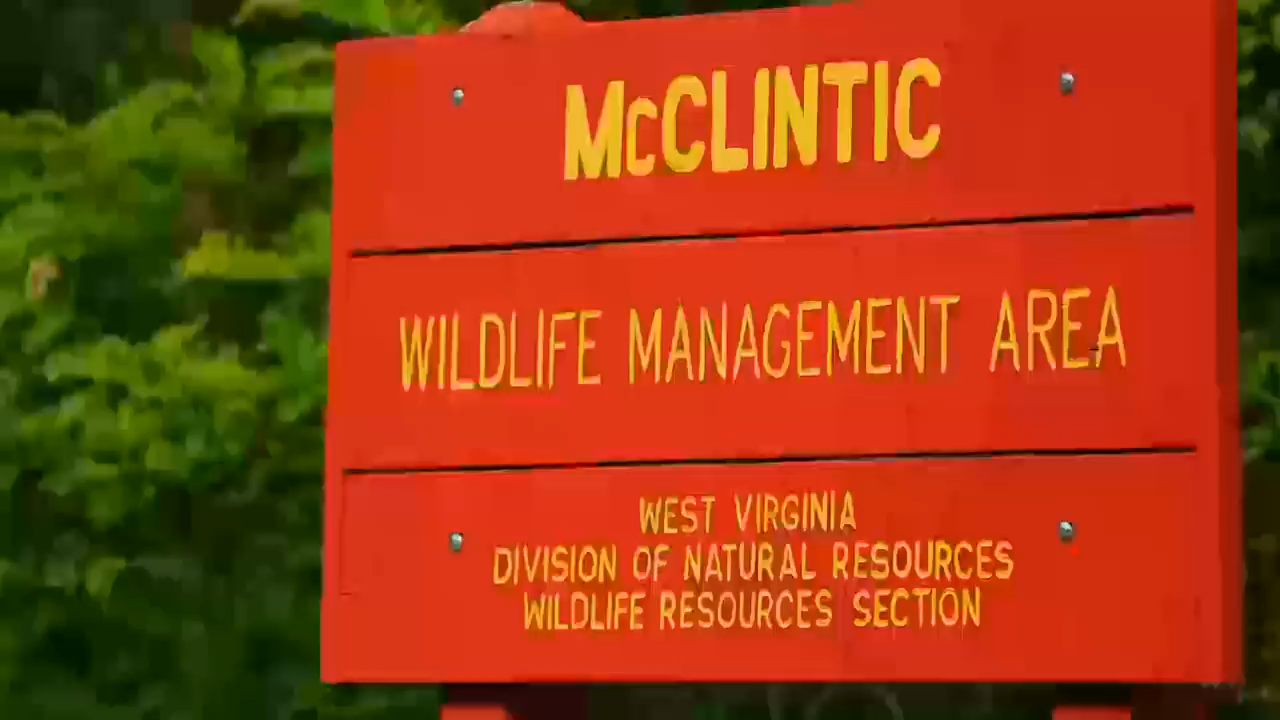 McCLINTIC
WILDLIFE MANAGEMENT AREA
WEST VIRGINIA
DIVISION OF NATURAL RESOURCES
WILDLIFE RESOURCES SECTION